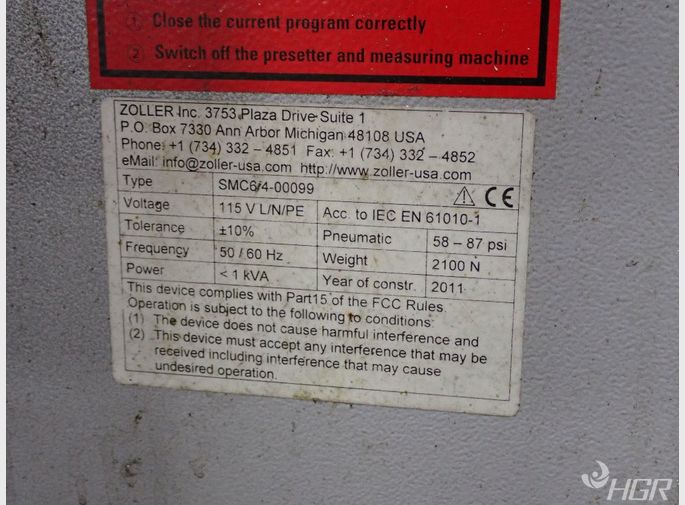 ① Close the current program correctly
② Switch off the presetter and measuring machine
ZOLLER Inc. 3753 Plaza Drive Suite 1
P.O. Box 7330 Ann Arbor Michigan 48108 USA
Phone: +1 (734) 332 – 4851 Fax: +1 (734) 332 – 4852
eMail: info@zoller-usa.com http://www.zoller-usa.com
Type SMC6/4-00099 CE
Voltage 115 V L/N/PE Acc. to IEC EN 61010-1
Tolerance ±10% Pneumatic 58 – 87 psi
Frequency 50 / 60 Hz Weight 2100 N
Power < 1 kVA Year of constr. 2011
This device complies with Part15 of the FCC Rules.
Operation is subject to the following to conditions:
(1) The device does not cause harmful interference and
(2) This device must accept any interference that may be
received including interference that may cause
undesired operation.
HGR